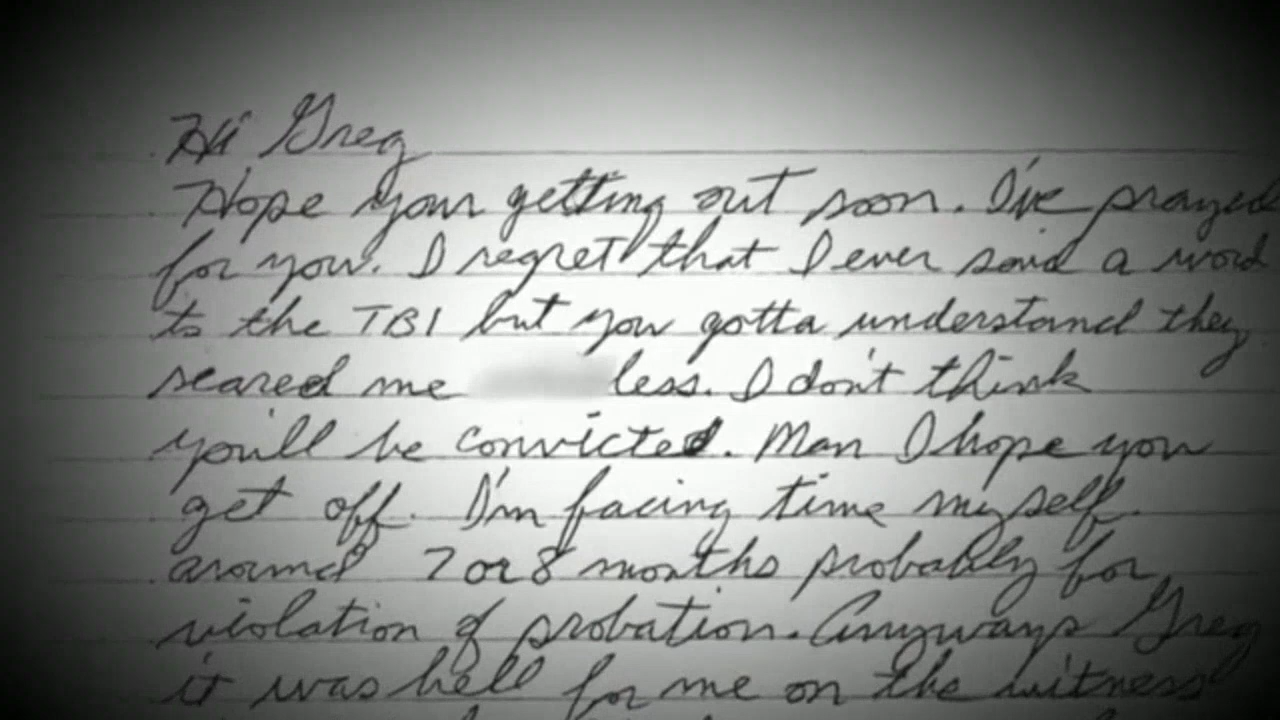 Hi Greg
Hope your getting out soon. I've prayed
for you. I regret that I ever said a word
to the TBI but you gotta understand they
scared me less. I don't think
you'll be convicted. Man I hope you
get off. I'm facing time myself.
around 7 or 8 months probably for
violation of probation. Anyways Greg
it was hell for me on the witness